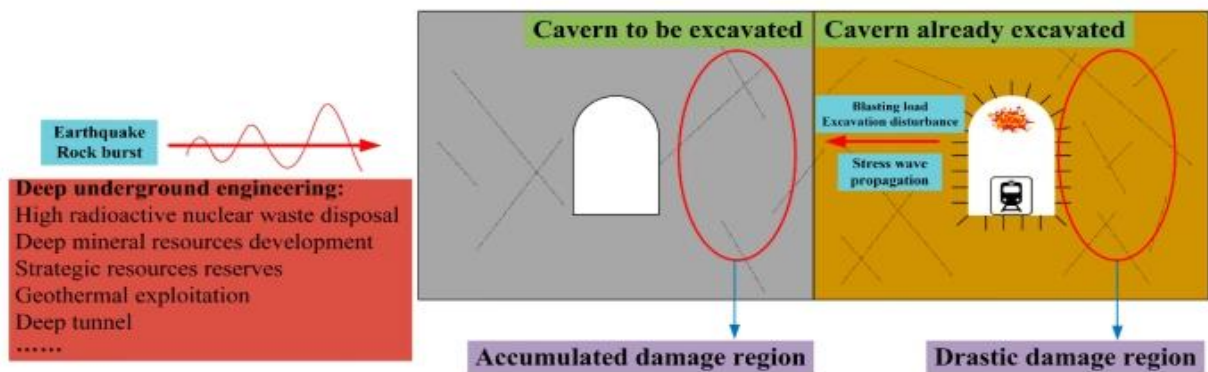 Cavern to be excavated
Cavern already excavated
Earthquake
Rock burst
Blasting load
Excavation disturbance
Stress wave
propagation
Deep underground engineering:
High radioactive nuclear waste disposal
Deep mineral resources development
Strategic resources reserves
Geothermal exploitation
Deep tunnel
……
Accumulated damage region
Drastic damage region